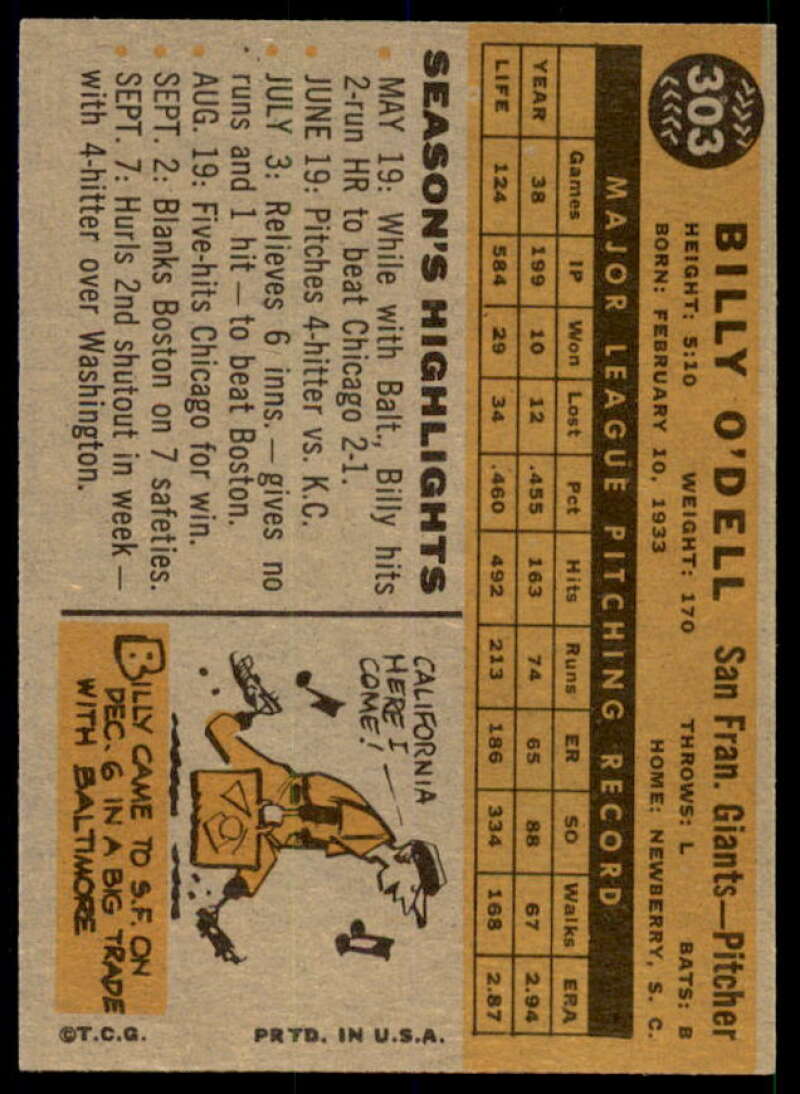 303
BILLY O'DELL San Fran. Giants—Pitcher
HEIGHT: 5:10 WEIGHT: 170 THROWS: L BATS: B
BORN: FEBRUARY 10, 1933 HOME: NEWBERRY, S. C.
MAJOR LEAGUE PITCHING RECORD
Games IP Won Lost Pct Hits Runs ER SO Walks ERA
YEAR 38 199 10 12 .455 163 74 65 88 67 2.94
LIFE 124 584 29 34 .460 492 213 186 334 168 2.87
SEASON'S HIGHLIGHTS
• MAY 19: While with Balt., Billy hits
2-run HR to beat Chicago 2-1.
• JUNE 19: Pitches 4-hitter vs. K.C.
• JULY 3: Relieves 6 inns. — gives no
runs and 1 hit — to beat Boston.
• AUG. 19: Five-hits Chicago for win.
• SEPT. 2: Blanks Boston on 7 safeties.
• SEPT. 7: Hurls 2nd shutout in week —
with 4-hitter over Washington.
CALIFORNIA
HERE I
COME!
BILLY CAME TO S.F. ON
DEC. 6 IN A BIG TRADE
WITH BALTIMORE
©T.C.G. PRTD. IN U.S.A.